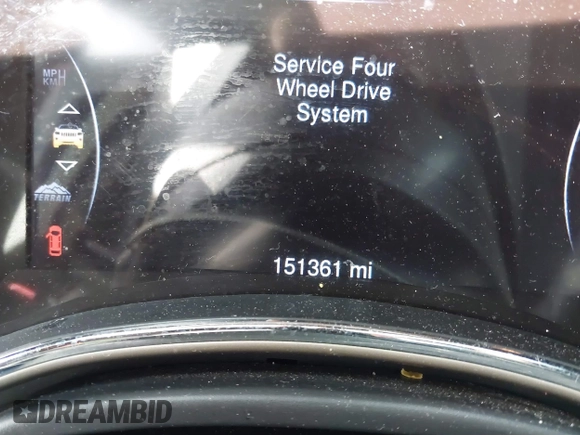 MPH
KM/H
Service Four
Wheel Drive
System
TERRAIN
151361 mi
DREAMBID